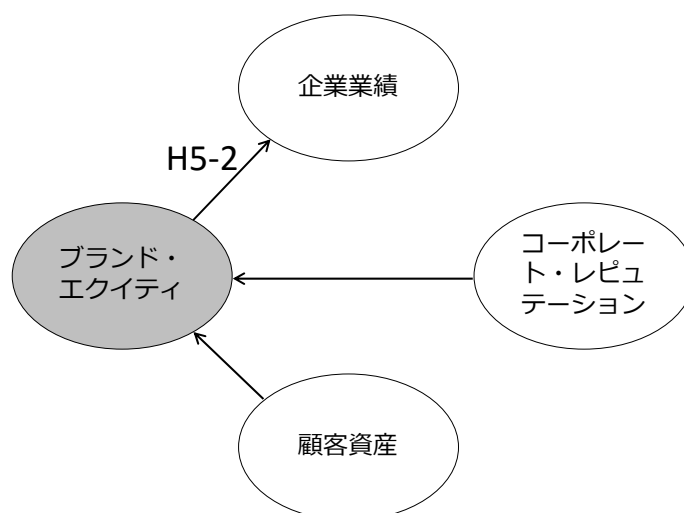 企業業績
H5-2
ブランド・
エクイティ
コーポレー
ト・レピュ
テーション
顧客資産